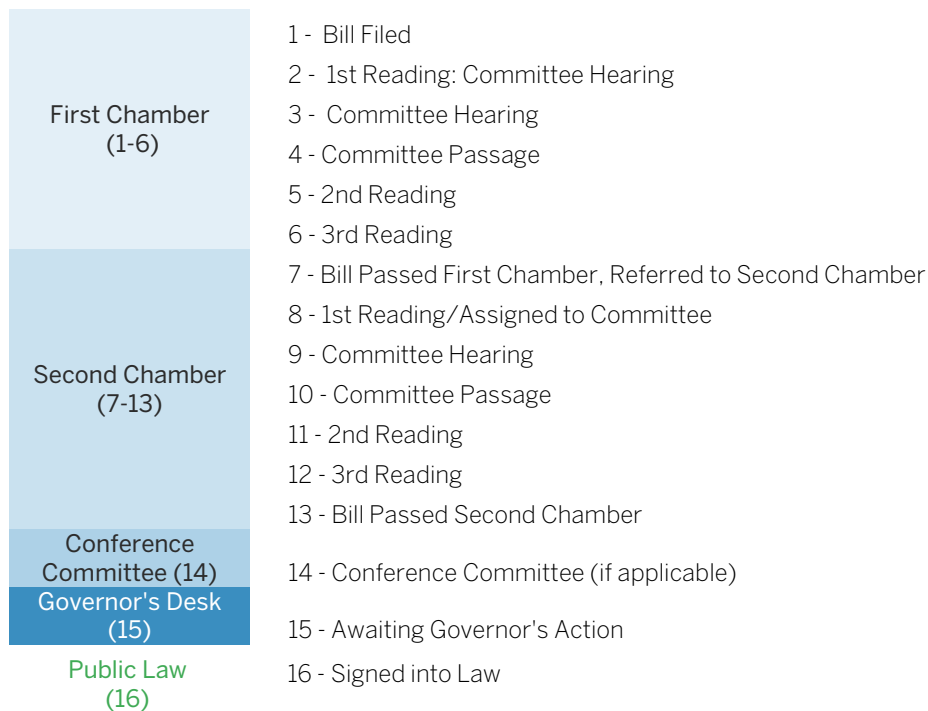 First Chamber
(1-6)
1 - Bill Filed
2 - 1st Reading: Committee Hearing
3 - Committee Hearing
4 - Committee Passage
5 - 2nd Reading
6 - 3rd Reading
Second Chamber
(7-13)
7 - Bill Passed First Chamber, Referred to Second Chamber
8 - 1st Reading/Assigned to Committee
9 - Committee Hearing
10 - Committee Passage
11 - 2nd Reading
12 - 3rd Reading
13 - Bill Passed Second Chamber
Conference
Committee (14)
14 - Conference Committee (if applicable)
Governor's Desk
(15)
15 - Awaiting Governor's Action
Public Law
(16)
16 - Signed into Law